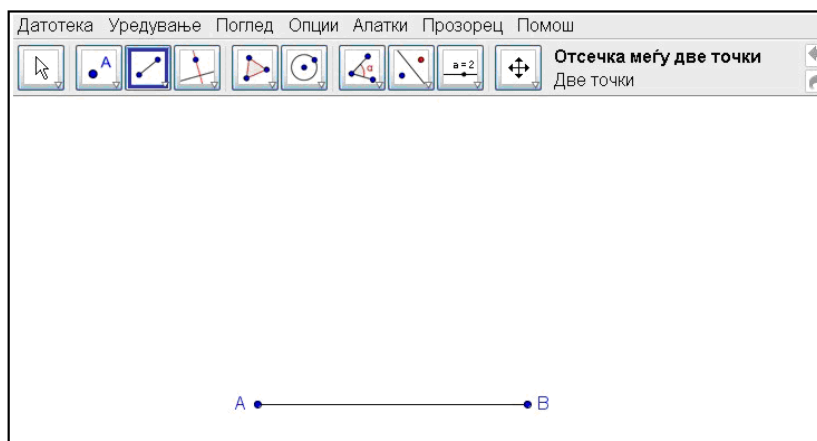 Датотека Уредување Поглед Опции Алатки Прозорец Помош
A α a = 2 Отсечка меѓу две точки
Две точки
A B